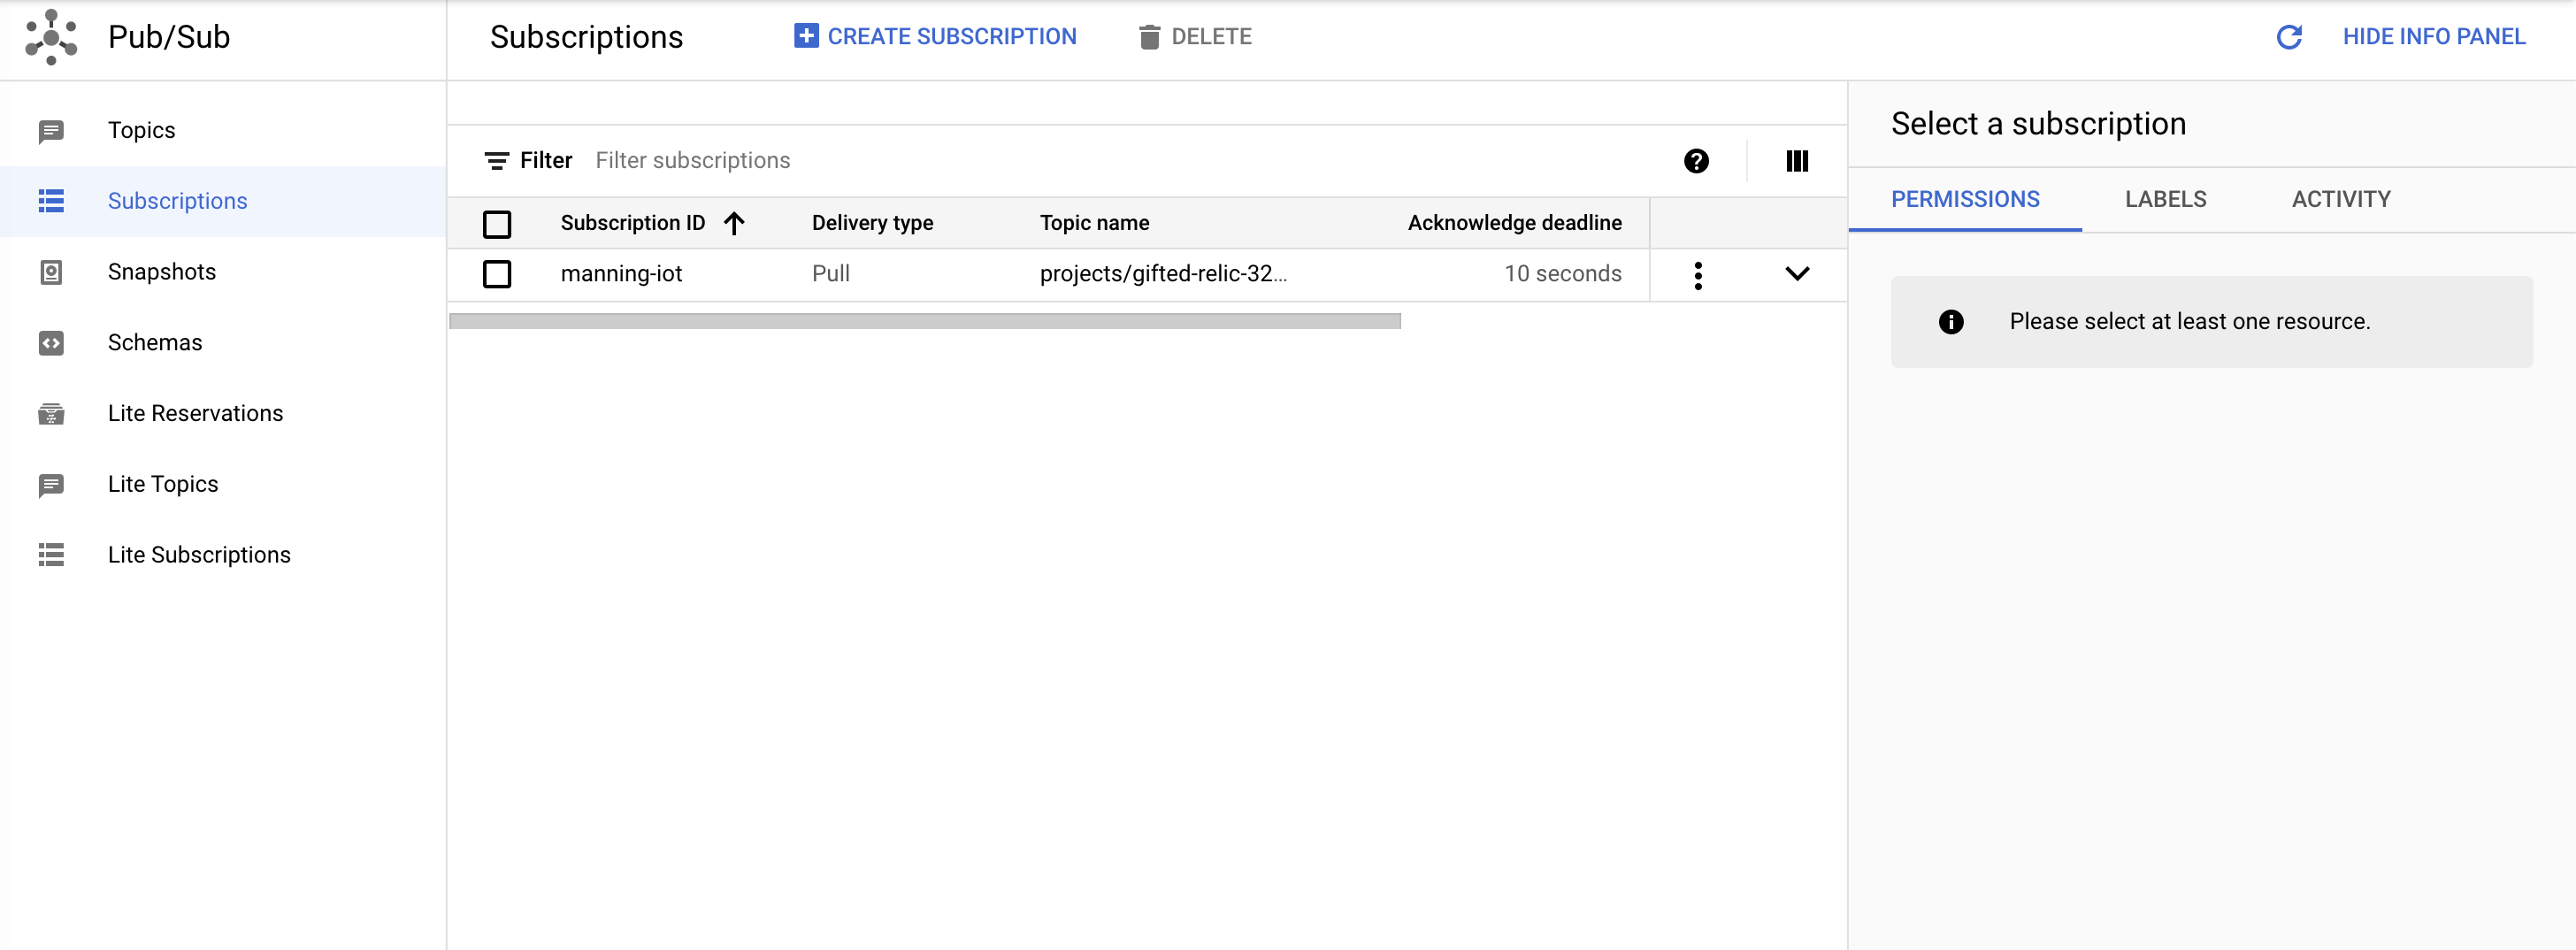 Pub/Sub
Subscriptions
CREATE SUBSCRIPTION
DELETE
HIDE INFO PANEL
Topics
Subscriptions
Snapshots
Schemas
Lite Reservations
Lite Topics
Lite Subscriptions
Filter Filter subscriptions
Subscription ID Delivery type Topic name Acknowledge deadline
manning-iot Pull projects/gifted-relic-32... 10 seconds
Select a subscription
PERMISSIONS LABELS ACTIVITY
Please select at least one resource.